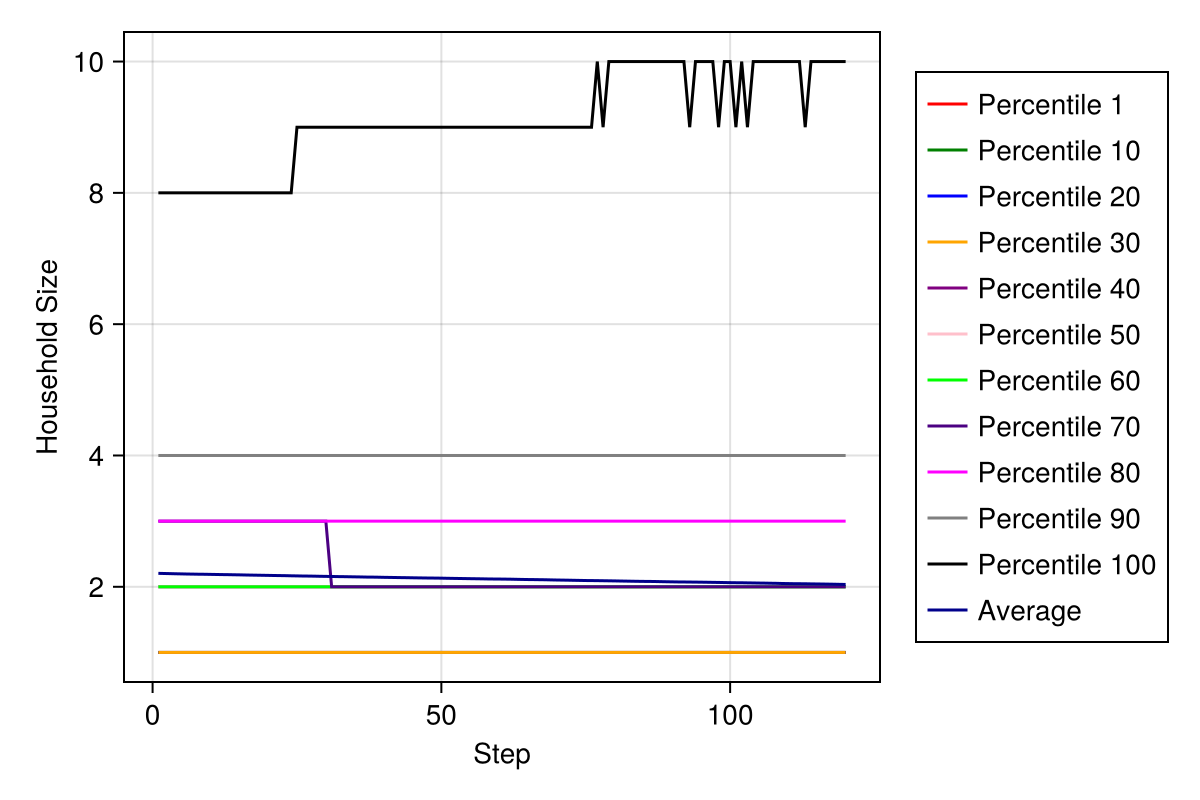 10
8
6
4
2
Household Size
0
50
100
Step
Percentile 1
Percentile 10
Percentile 20
Percentile 30
Percentile 40
Percentile 50
Percentile 60
Percentile 70
Percentile 80
Percentile 90
Percentile 100
Average